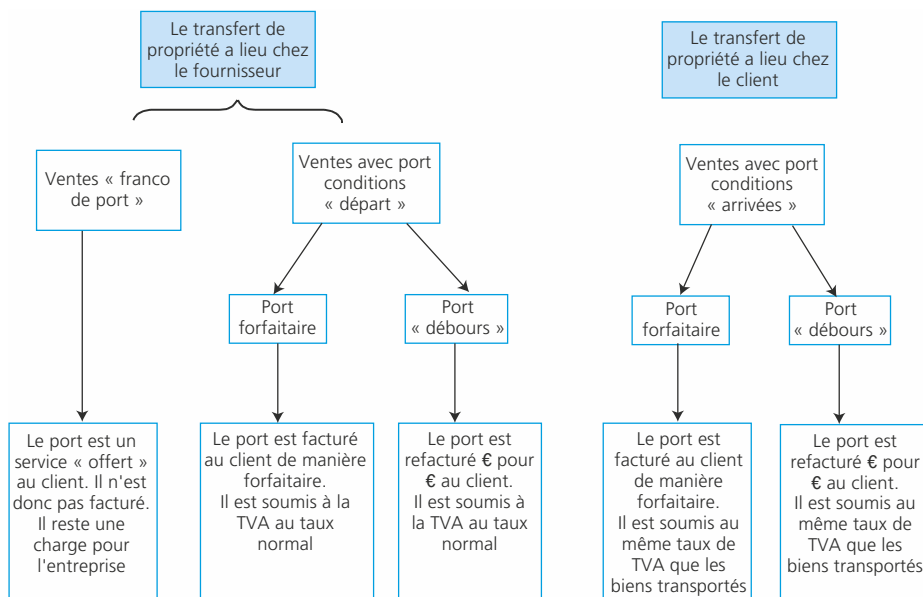 Le transfert de
propriété a lieu chez
le fournisseur
Le transfert de
propriété a lieu chez
le client
Ventes « franco
de port »
Ventes avec port
conditions
« départ »
Ventes avec port
conditions
« arrivées »
Port
forfaitaire
Port
« débours »
Port
forfaitaire
Port
« débours »
Le port est un
service « offert »
au client. Il n'est
donc pas facturé.
Il reste une
charge pour
l'entreprise
Le port est facturé
au client de manière
forfaitaire.
Il est soumis à la
TVA au taux
normal
Le port est
refacturé € pour
€ au client.
Il est soumis à
la TVA au taux
normal
Le port est
facturé au client
de manière
forfaitaire.
Il est soumis au
même taux de
TVA que les
biens transportés
Le port est
refacturé € pour
€ au client.
Il est soumis au
même taux de
TVA que les
biens transportés